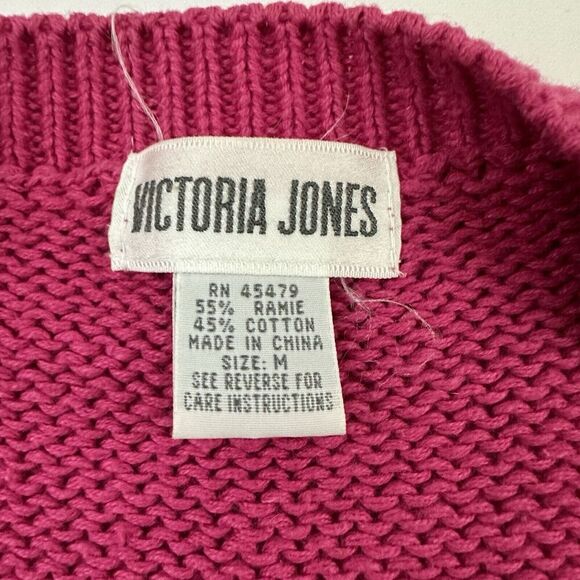 VICTORIA JONES
RN 45479
55% RAMIE
45% COTTON
MADE IN CHINA
SIZE: M
SEE REVERSE FOR
CARE INSTRUCTIONS